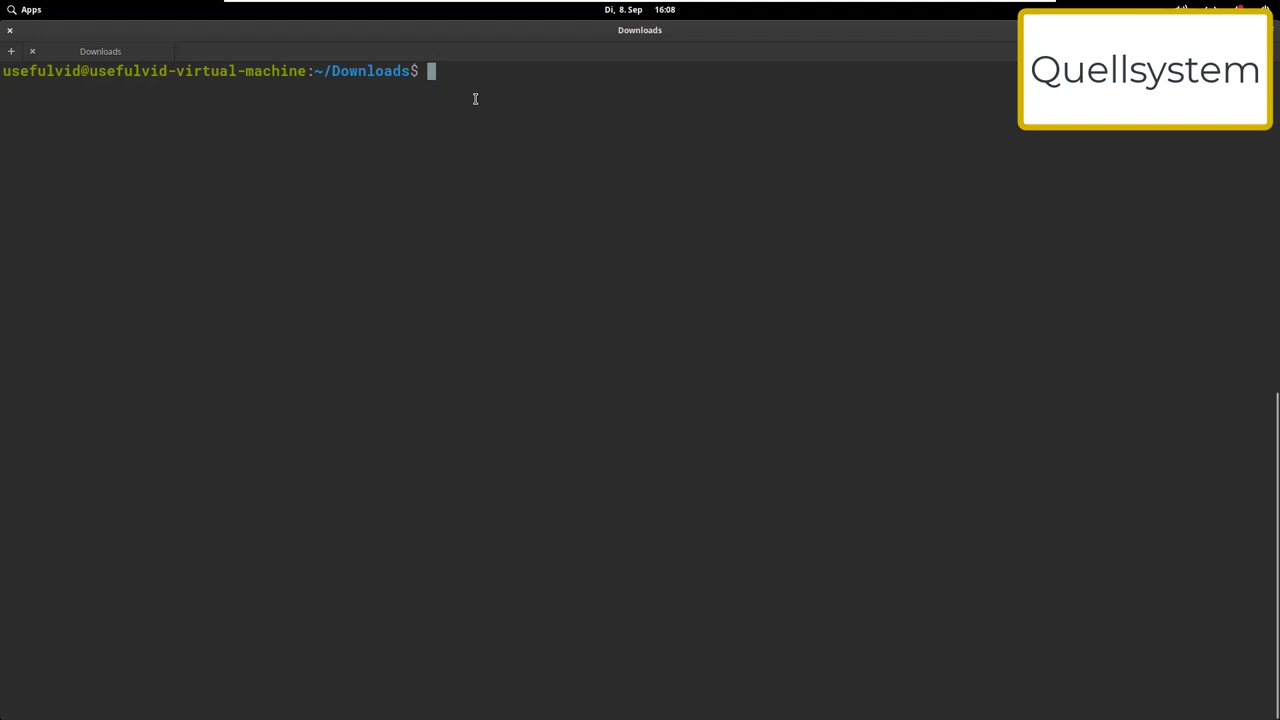 Apps
Di, 8. Sep 16:08
Downloads
Downloads
usefulvid@usefulvid-virtual-machine:~/Downloads$
Quellsystem